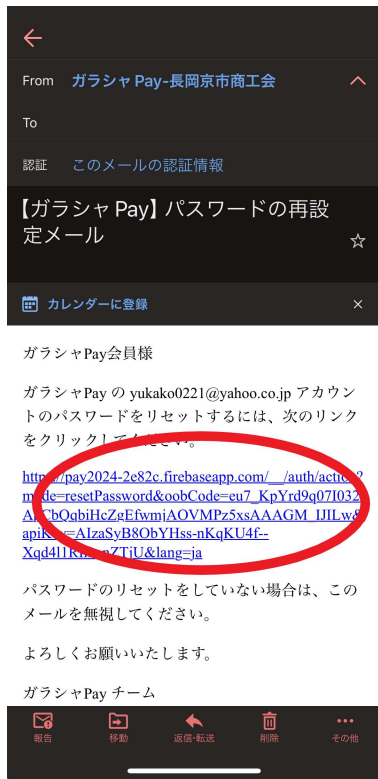 From ガラシャ Pay-長岡京市商工会
To
認証 このメールの認証情報
【ガラシャ Pay】パスワードの再設
定メール
カレンダーに登録
ガラシャPay会員様
ガラシャPay の yukako0221@yahoo.co.jp アカウン
トのパスワードをリセットするには、次のリンク
をクリックしてください。
pay2024-2e82c.firebaseapp.com/__/auth/action?
mode=resetPassword&oobCode=eu7_KpYrd9q07I032
パスワードのリセットをしていない場合は、この
メールを無視してください。
よろしくお願いいたします。
ガラシャPay チーム
報告 移動 返信・転送 削除 その他